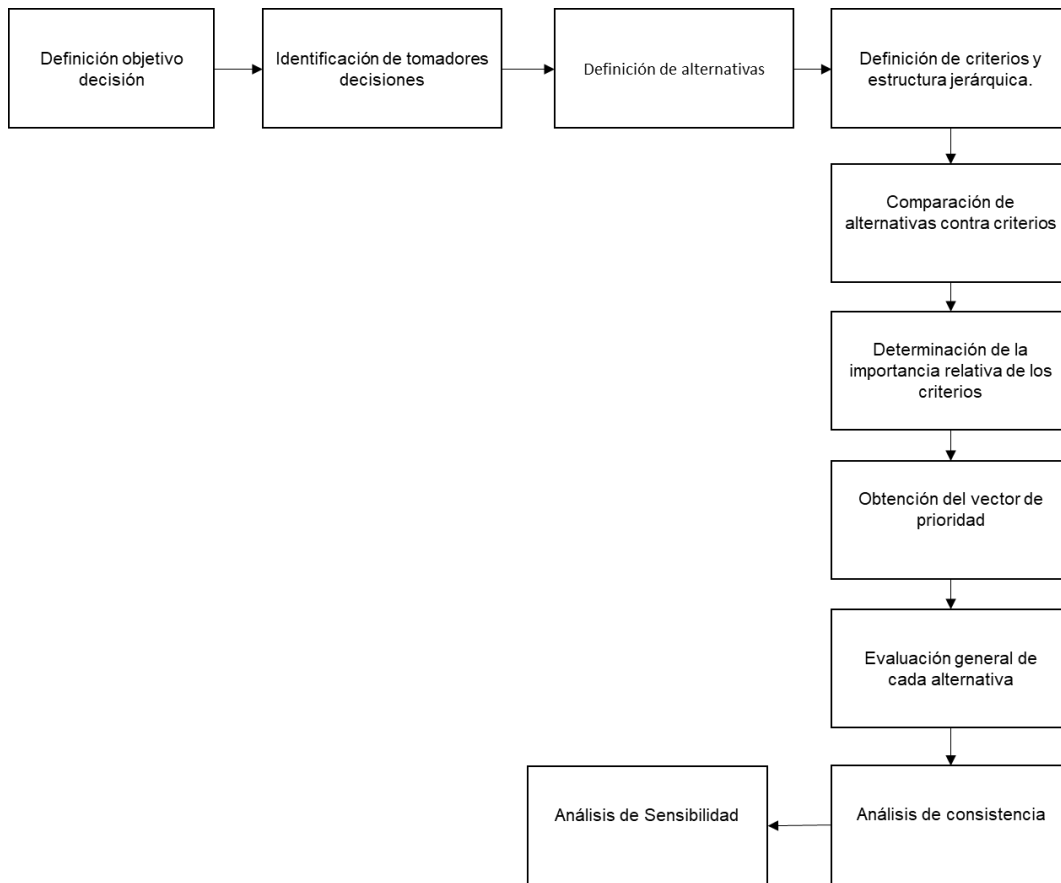 Definición objetivo
decisión
Identificación de tomadores
decisiones
Definición de alternativas
Definición de criterios y
estructura jerárquica.
Comparación de
alternativas contra criterios
Determinación de la
importancia relativa de los
criterios
Obtención del vector de
prioridad
Evaluación general de
cada alternativa
Análisis de consistencia
Análisis de Sensibilidad